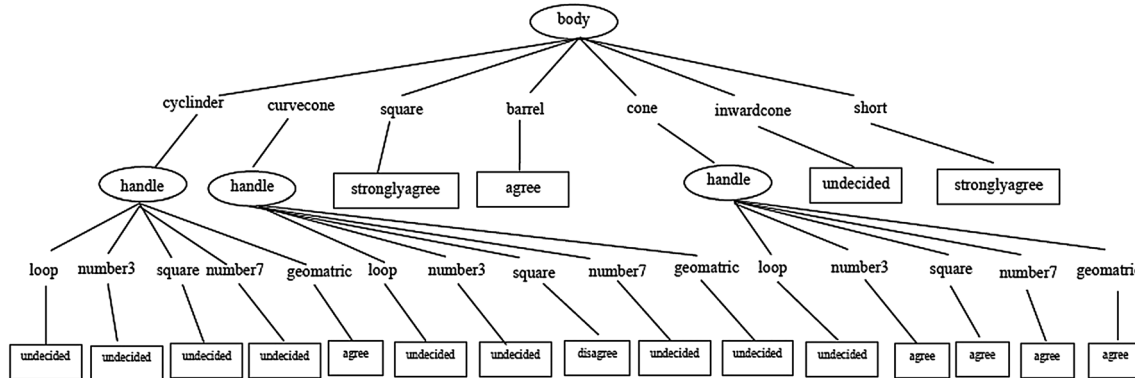 body
cyclinder curvecone square barrel cone inwardcone short
handle handle stronglyagree agree handle undecided stronglyagree
loop number3 square number7 geomatric loop number3 square number7 geomatric loop number3 square number7 geomatric
undecided undecided undecided undecided agree undecided undecided disagree undecided undecided undecided agree agree agree agree